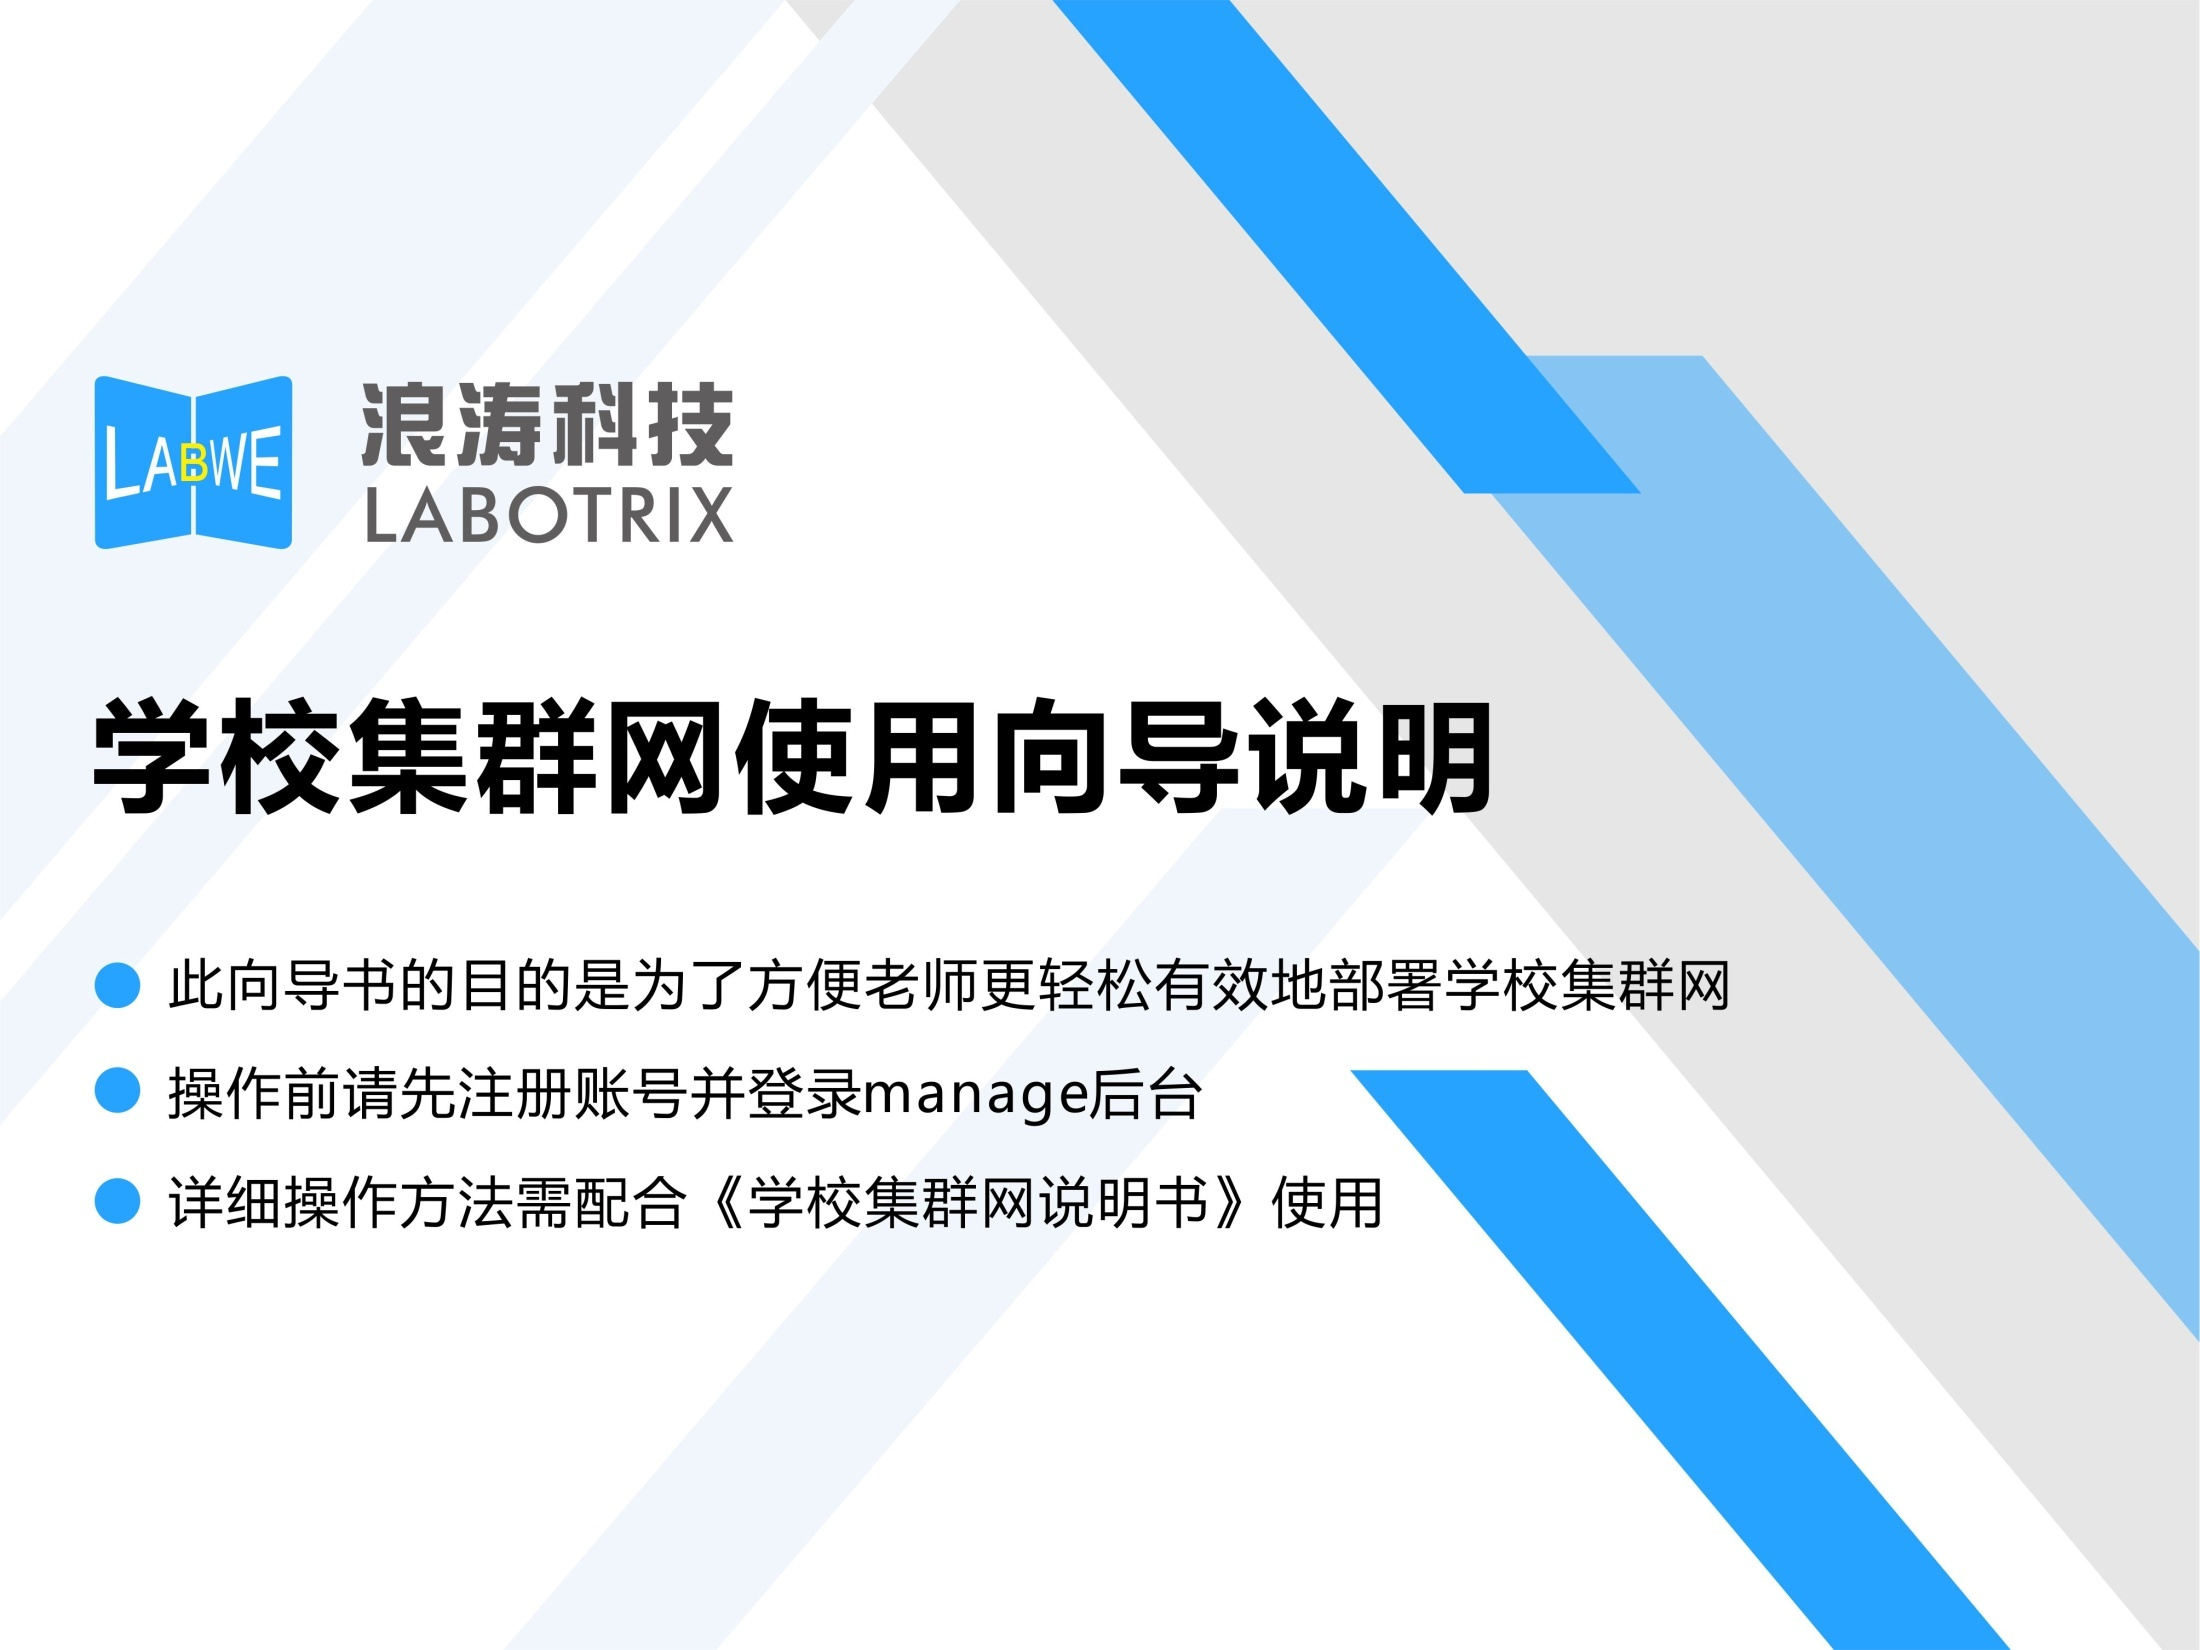 LABWE
浪涛科技
LABOTRIX
学校集群网使用向导说明
此向导书的目的是为了方便老师更轻松有效地部署学校集群网
操作前请先注册账号并登录manage后台
详细操作方法需配合《学校集群网说明书》使用